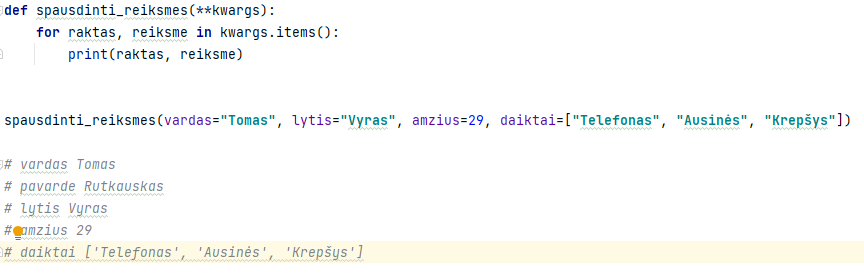 def spausdinti_reiksmes(**kwargs):
    for raktas, reiksme in kwargs.items():
        print(raktas, reiksme)
spausdinti_reiksmes(vardas="Tomas", lytis="Vyras", amzius=29, daiktai=["Telefonas", "Ausinės", "Krepšys"])
# vardas Tomas
# pavarde Rutkauskas
# lytis Vyras
# amzius 29
# daiktai ['Telefonas', 'Ausinės', 'Krepšys']